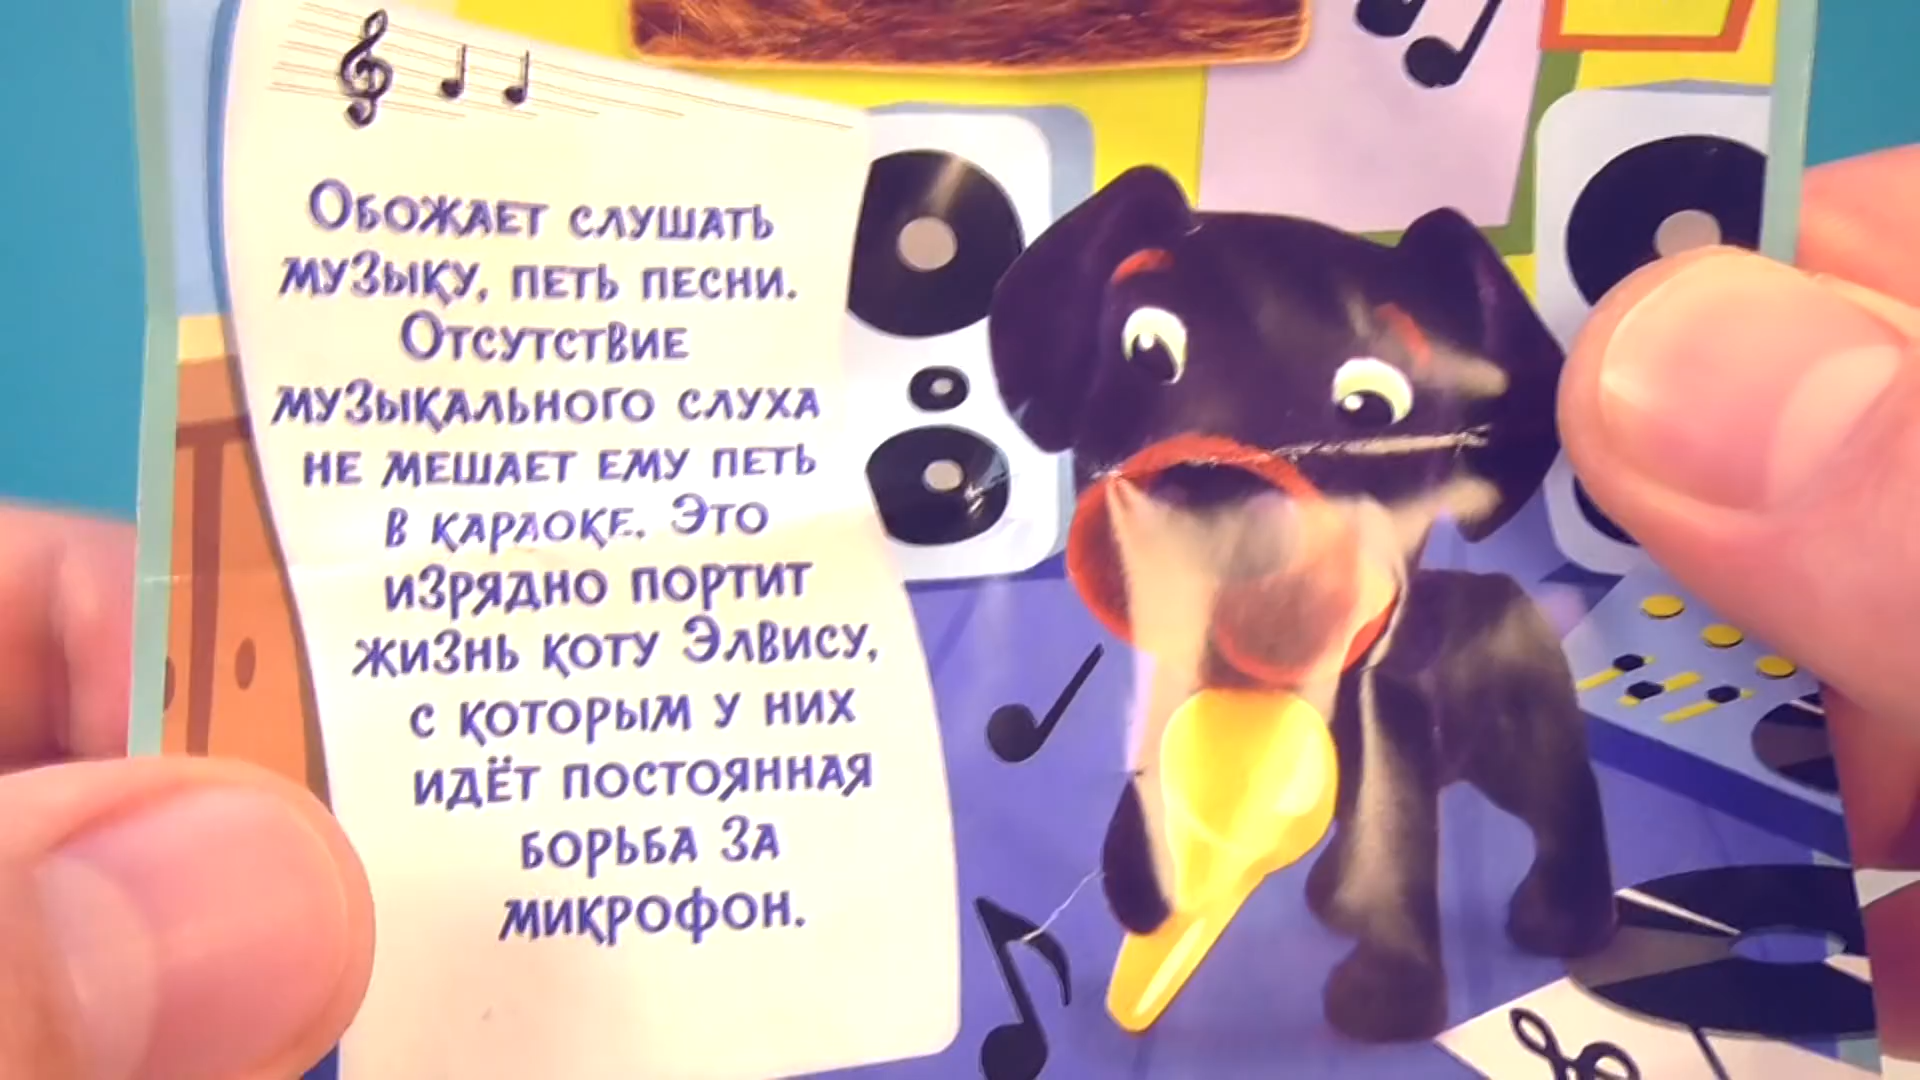 Обожает слушать
музыку, петь песни.
Отсутствие
музыкального слуха
не мешает ему петь
в караоке. Это
изрядно портит
жизнь коту Элвису,
с которым у них
идёт постоянная
борьба за
микрофон.